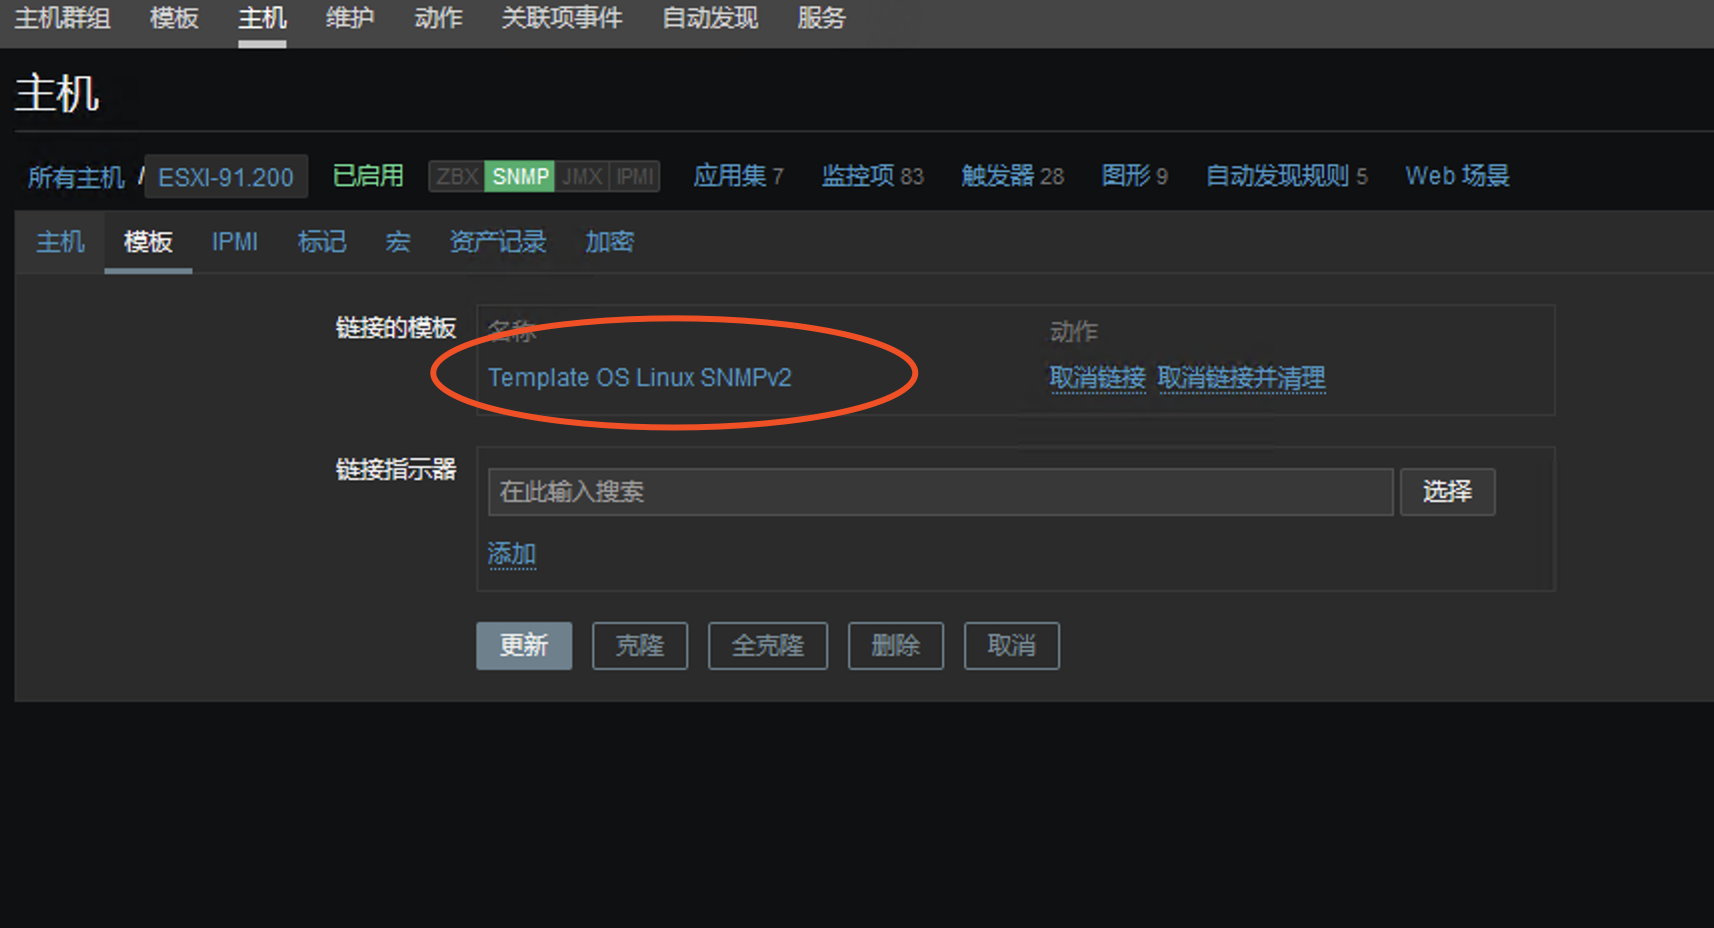 主机群组 模板 主机 维护 动作 关联项事件 自动发现 服务
主机
所有主机 / ESXI-91.200 已启用 ZBX SNMP JMX IPMI 应用集 7 监控项 83 触发器 28 图形 9 自动发现规则 5 Web 场景
主机 模板 IPMI 标记 宏 资产记录 加密
链接的模板 名称 动作
Template OS Linux SNMPv2 取消链接 取消链接并清理
链接指示器
在此输入搜索 选择
添加
更新 克隆 全克隆 删除 取消